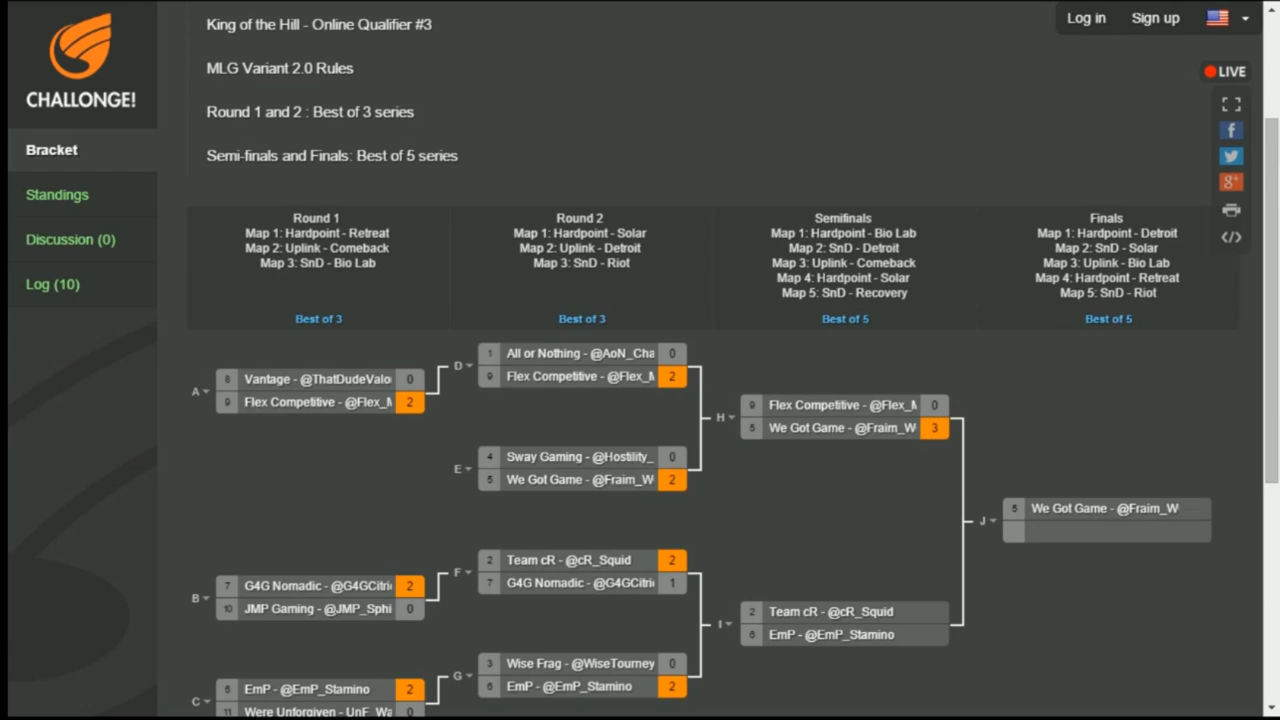 King of the Hill - Online Qualifier #3
Log in
Sign up
MLG Variant 2.0 Rules
LIVE
CHALLONGE!
Round 1 and 2 : Best of 3 series
Semi-finals and Finals: Best of 5 series
Bracket
Standings
Discussion (0)
Log (10)
Round 1
Map 1: Hardpoint - Retreat
Map 2: Uplink - Comeback
Map 3: SnD - Bio Lab
Best of 3
Round 2
Map 1: Hardpoint - Solar
Map 2: Uplink - Detroit
Map 3: SnD - Riot
Best of 3
Semifinals
Map 1: Hardpoint - Bio Lab
Map 2: SnD - Detroit
Map 3: Uplink - Comeback
Map 4: Hardpoint - Solar
Map 5: SnD - Recovery
Best of 5
Finals
Map 1: Hardpoint - Detroit
Map 2: SnD - Solar
Map 3: Uplink - Bio Lab
Map 4: Hardpoint - Retreat
Map 5: SnD - Riot
Best of 5
A
8 Vantage - @ThatDudeValo 0
9 Flex Competitive - @Flex_M 2
B
7 G4G Nomadic - @G4GCitri 2
10 JMP Gaming - @JMP_Sphi 0
C
6 EmP - @EmP_Stamino 2
11 Were Unforgiven - UnF_Wa 0
D
1 All or Nothing - @AoN_Cha 0
9 Flex Competitive - @Flex_M 2
E
4 Sway Gaming - @Hostility_ 0
5 We Got Game - @Fraim_W 2
F
2 Team cR - @cR_Squid 2
7 G4G Nomadic - @G4GCitri 1
G
3 Wise Frag - @WiseTourney 0
6 EmP - @EmP_Stamino 2
H
9 Flex Competitive - @Flex_M 0
5 We Got Game - @Fraim_W 3
I
2 Team cR - @cR_Squid
6 EmP - @EmP_Stamino
J
5 We Got Game - @Fraim_W